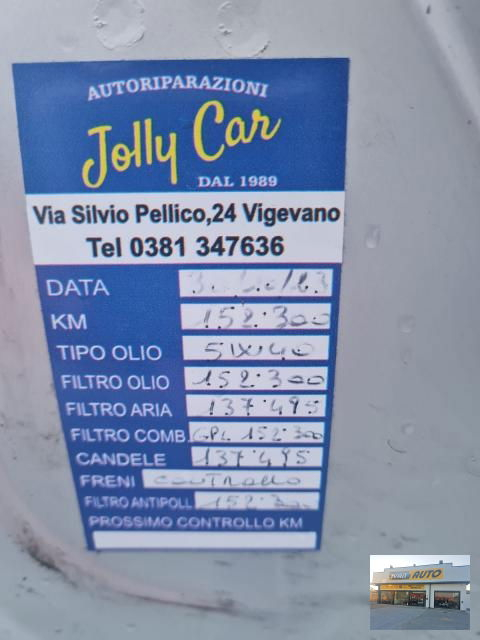 AUTORIPARAZIONI
Jolly Car
DAL 1989
Via Silvio Pellico,24 Vigevano
Tel 0381 347636
DATA
KM 152.300
TIPO OLIO 5W40
FILTRO OLIO 152.300
FILTRO ARIA 137.495
FILTRO COMB. GPL 152.300
CANDELE 137.495
FRENI CONTROLLO
FILTRO ANTIPOLL 152.300
PROSSIMO CONTROLLO KM
AUTO